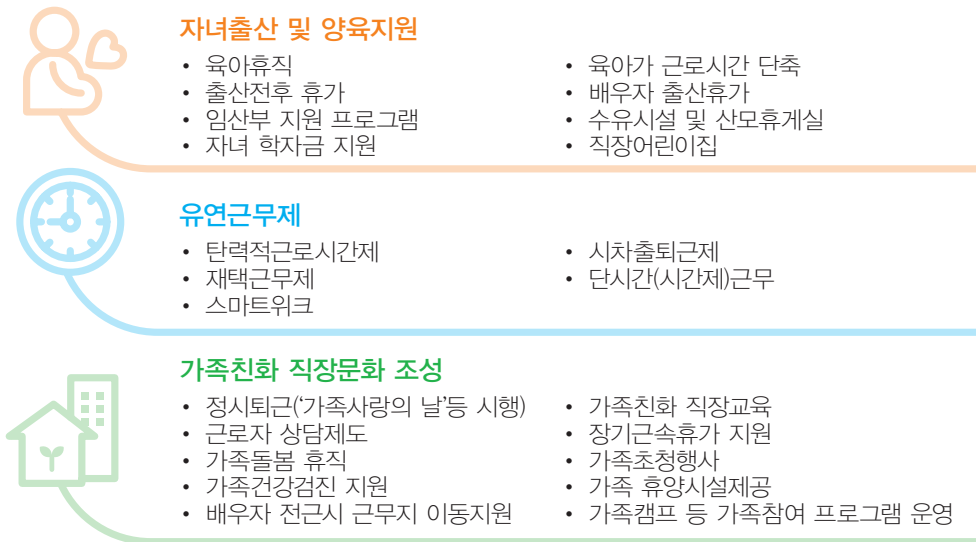 자녀출산 및 양육지원
• 육아휴직
• 출산전후 휴가
• 임산부 지원 프로그램
• 자녀 학자금 지원
• 육아가 근로시간 단축
• 배우자 출산휴가
• 수유시설 및 산모휴게실
• 직장어린이집
유연근무제
• 탄력적근로시간제
• 재택근무제
• 스마트위크
• 시차출퇴근제
• 단시간(시간제)근무
가족친화 직장문화 조성
• 정시퇴근(‘가족사랑의 날’등 시행)
• 근로자 상담제도
• 가족돌봄 휴직
• 가족건강검진 지원
• 배우자 전근시 근무지 이동지원
• 가족친화 직장교육
• 장기근속휴가 지원
• 가족초청행사
• 가족 휴양시설제공
• 가족캠프 등 가족참여 프로그램 운영